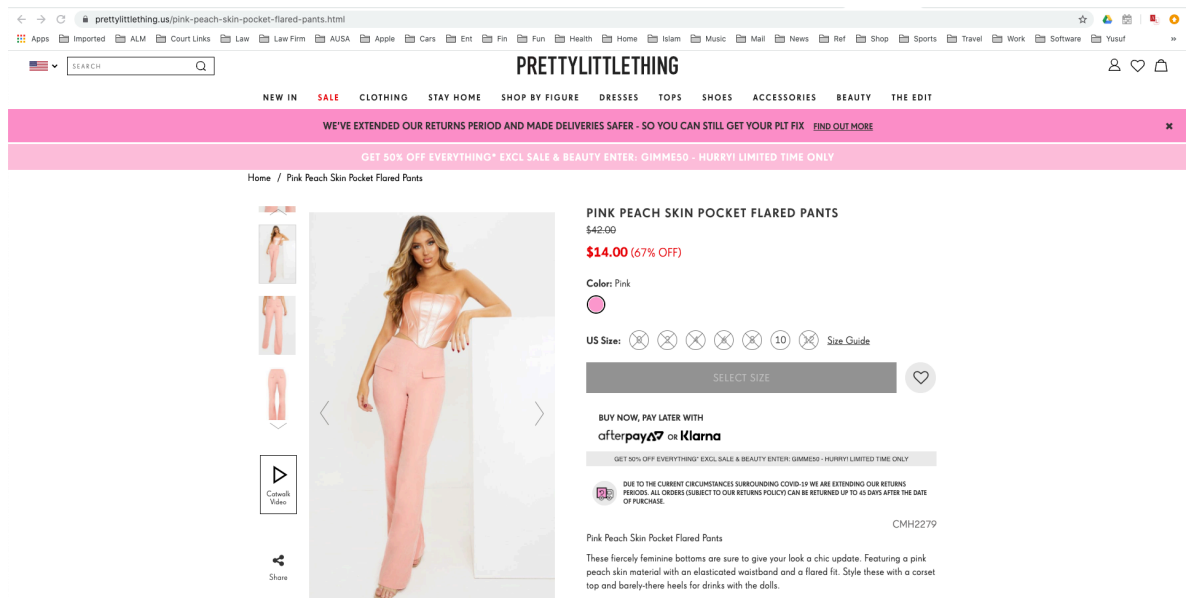 prettylittlething.us/pink-peach-skin-pocket-flared-pants.html
Apps Imported ALM Court Links Law Law Firm AUSA Apple Cars Ent Fin Fun Health Home Islam Music Mail News Ref Shop Sports Travel Work Software Yusuf »
SEARCH
PRETTYLITTLETHING
NEW IN SALE CLOTHING STAY HOME SHOP BY FIGURE DRESSES TOPS SHOES ACCESSORIES BEAUTY THE EDIT
WE'VE EXTENDED OUR RETURNS PERIOD AND MADE DELIVERIES SAFER - SO YOU CAN STILL GET YOUR PLT FIX FIND OUT MORE
GET 50% OFF EVERYTHING* EXCL SALE & BEAUTY ENTER: GIMME50 - HURRY! LIMITED TIME ONLY
Home / Pink Peach Skin Pocket Flared Pants
PINK PEACH SKIN POCKET FLARED PANTS
$42.00
$14.00 (67% OFF)
Color: Pink
US Size: 0 2 4 6 8 10 12 Size Guide
SELECT SIZE
BUY NOW, PAY LATER WITH
afterpay OR Klarna
GET 50% OFF EVERYTHING* EXCL SALE & BEAUTY ENTER: GIMME50 - HURRY! LIMITED TIME ONLY
DUE TO THE CURRENT CIRCUMSTANCES SURROUNDING COVID-19 WE ARE EXTENDING OUR RETURNS
PERIODS. ALL ORDERS (SUBJECT TO OUR RETURNS POLICY) CAN BE RETURNED UP TO 45 DAYS AFTER THE DATE
OF PURCHASE.
CMH2279
Pink Peach Skin Pocket Flared Pants
These fiercely feminine bottoms are sure to give your look a chic update. Featuring a pink
peach skin material with an elasticated waistband and a flared fit. Style these with a corset
top and barely-there heels for drinks with the dolls.
Catwalk
Video
Share